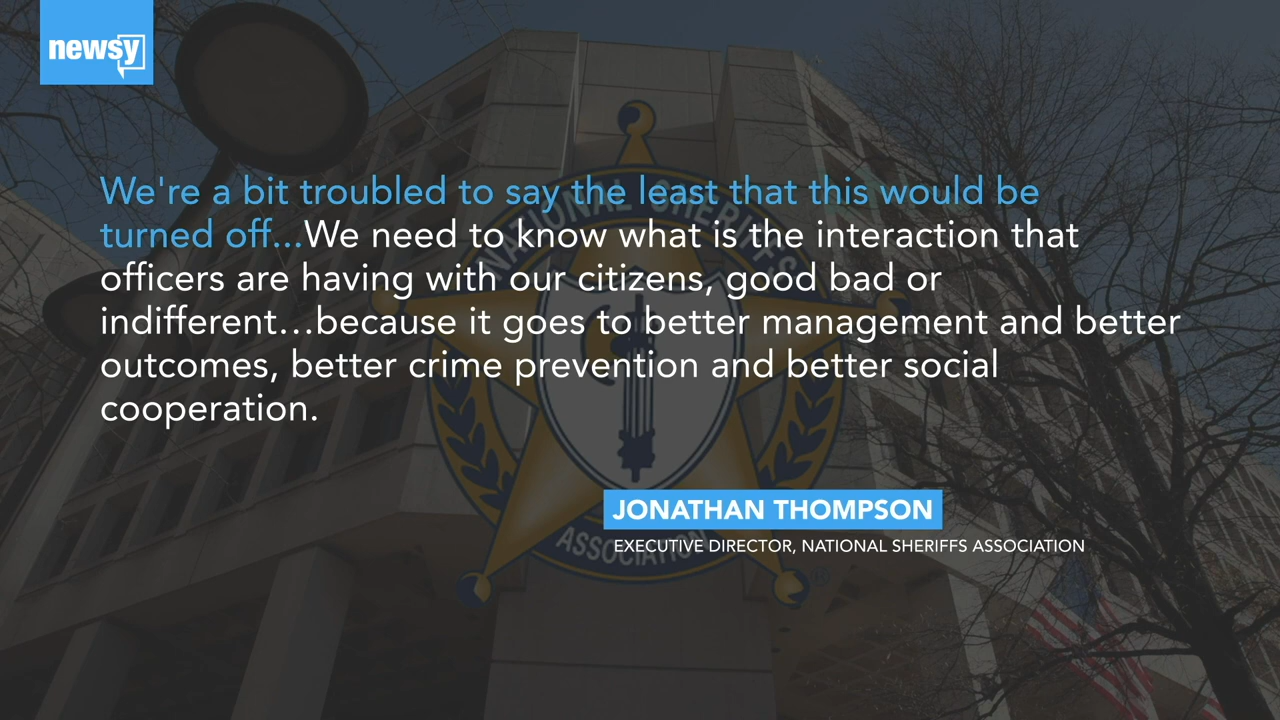 newsy
We're a bit troubled to say the least that this would be
turned off...We need to know what is the interaction that
officers are having with our citizens, good bad or
indifferent...because it goes to better management and better
outcomes, better crime prevention and better social
cooperation.
NATIONAL SHERIFFS'
JONATHAN THOMPSON
EXECUTIVE DIRECTOR, NATIONAL SHERIFFS ASSOCIATION
ASSOCIATION
®